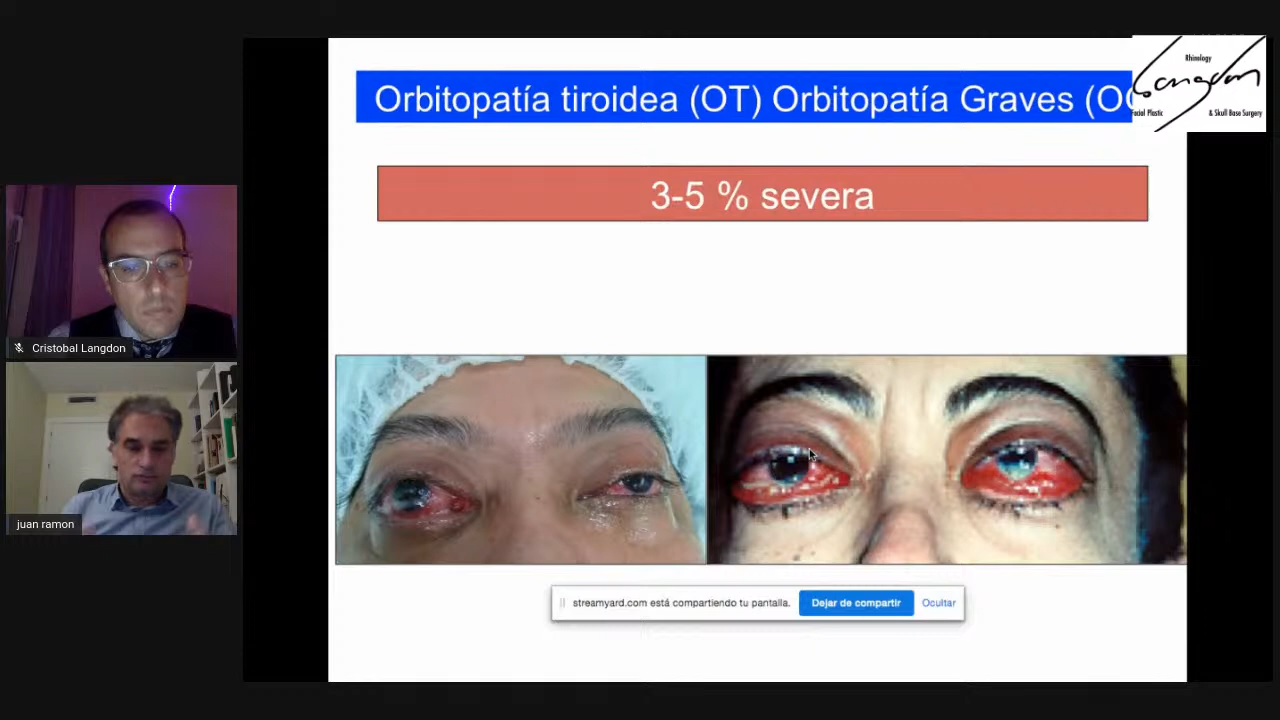 Orbitopatía tiroidea (OT) Orbitopatía Graves (O
Rhinology
Langdon
Facial Plastic
& Skull Base Surgery
3-5 % severa
Cristobal Langdon
juan ramon
streamyard.com está compartiendo tu pantalla.
Dejar de compartir
Ocultar